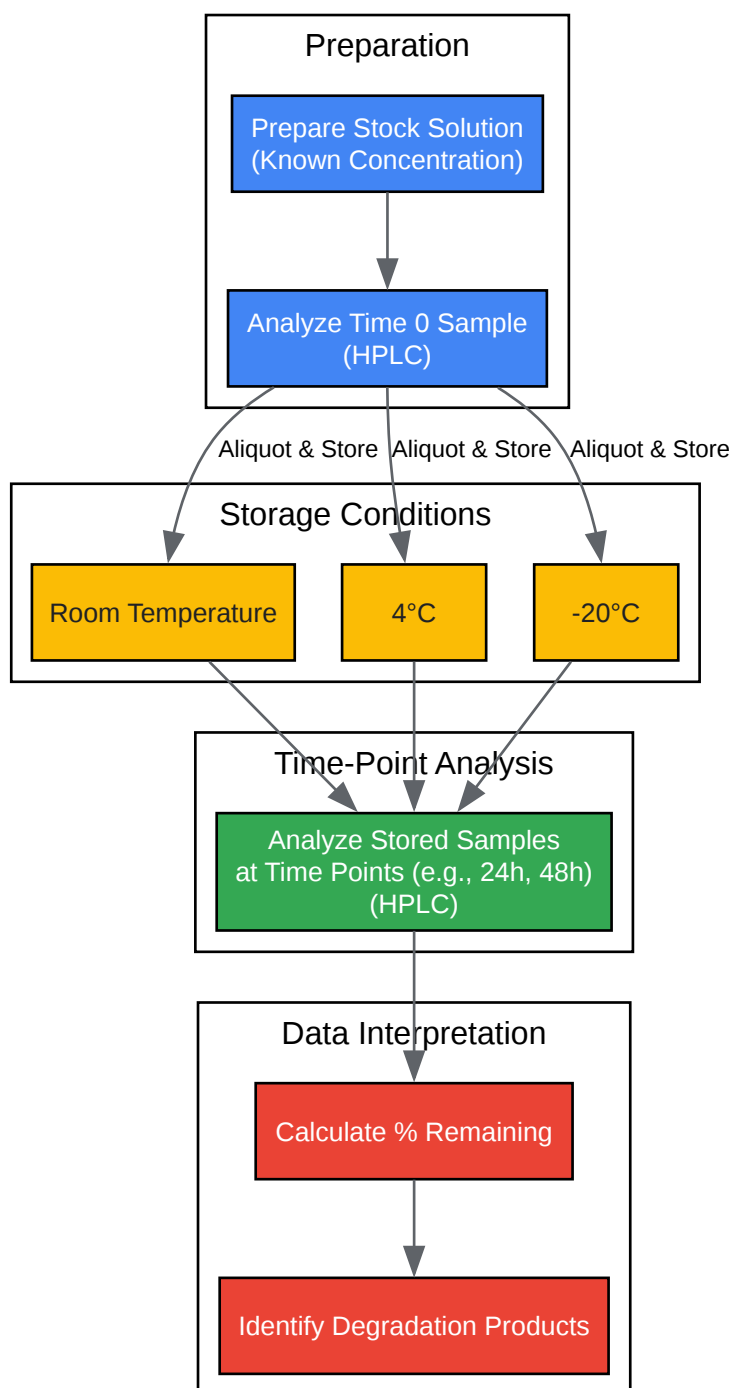 Preparation
Prepare Stock Solution
(Known Concentration)
Analyze Time 0 Sample
(HPLC)
Aliquot & Store
Aliquot & Store
Aliquot & Store
Storage Conditions
Room Temperature
4°C
-20°C
Time-Point Analysis
Analyze Stored Samples
at Time Points (e.g., 24h, 48h)
(HPLC)
Data Interpretation
Calculate % Remaining
Identify Degradation Products